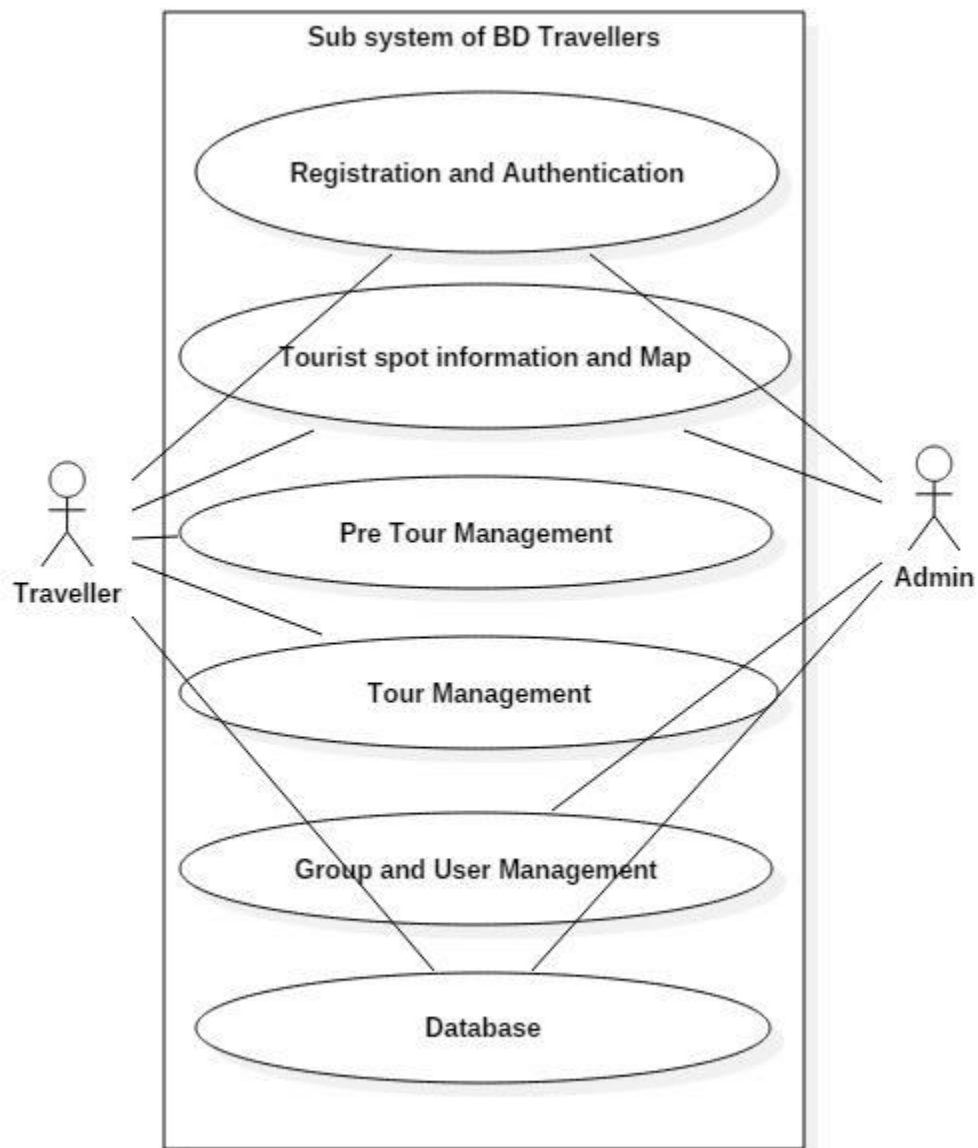 Sub system of BD Travellers
Registration and Authentication
Tourist spot information and Map
Pre Tour Management
Traveller
Admin
Tour Management
Group and User Management
Database